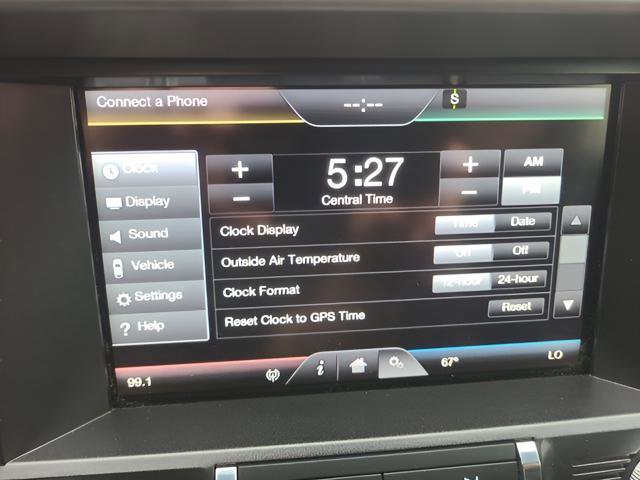 Connect a Phone
--:--
S
Clock
Display
Sound
Vehicle
Settings
? Help
+
−
5:27
Central Time
+
−
AM
PM
Clock Display Time Date
Outside Air Temperature On Off
Clock Format 12-hour 24-hour
Reset Clock to GPS Time Reset
99.1 i 67° LO